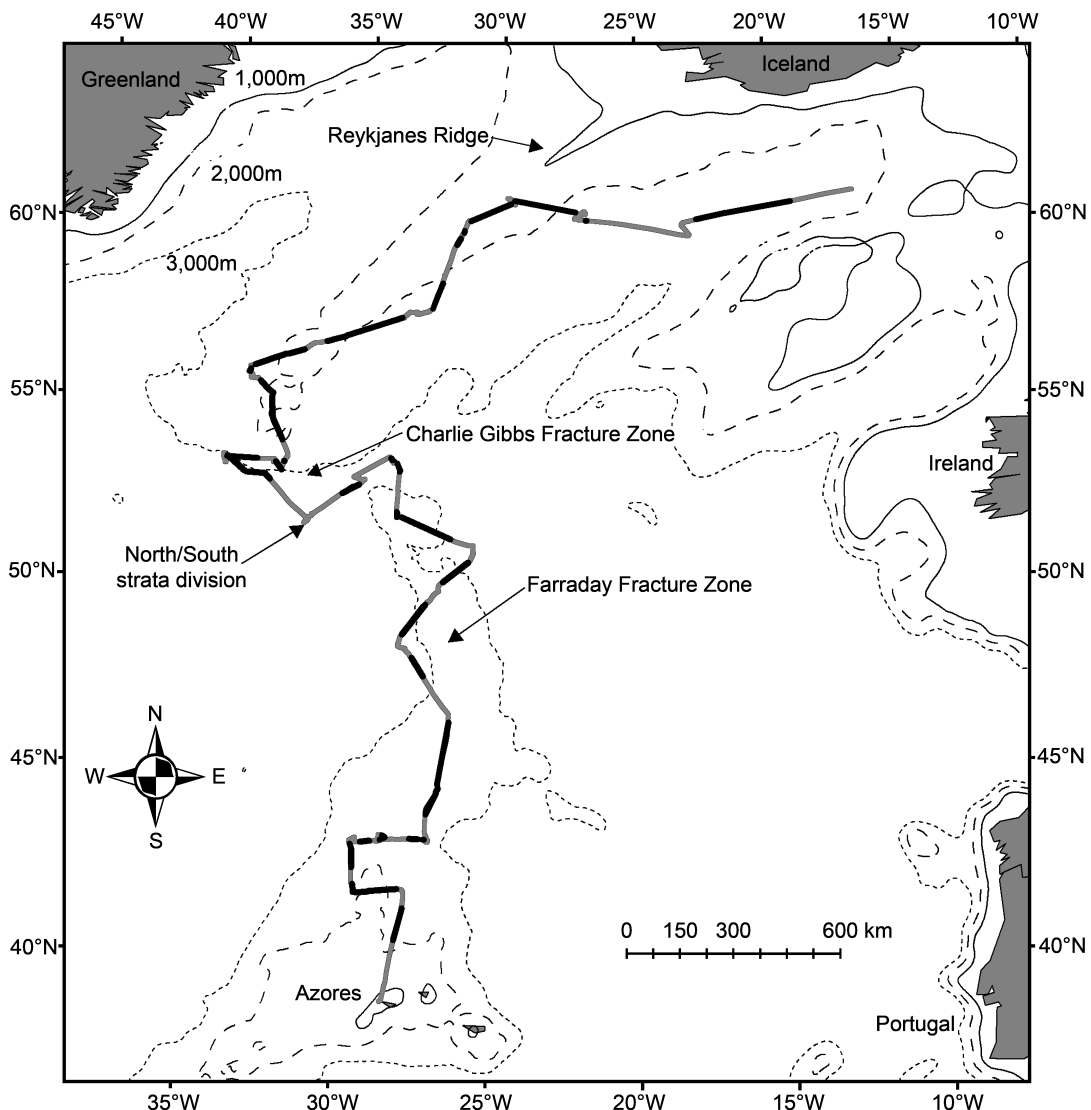 45°W 40°W 35°W 30°W 25°W 20°W 15°W 10°W
Greenland
1,000m
Iceland
Reykjanes Ridge
2,000m
60°N 60°N
3,000m
55°N 55°N
Charlie Gibbs Fracture Zone
Ireland
North/South
strata division
50°N 50°N
Farraday Fracture Zone
N
W E
S
45°N 45°N
0 150 300 600 km
40°N 40°N
Azores
Portugal
35°W 30°W 25°W 20°W 15°W 10°W